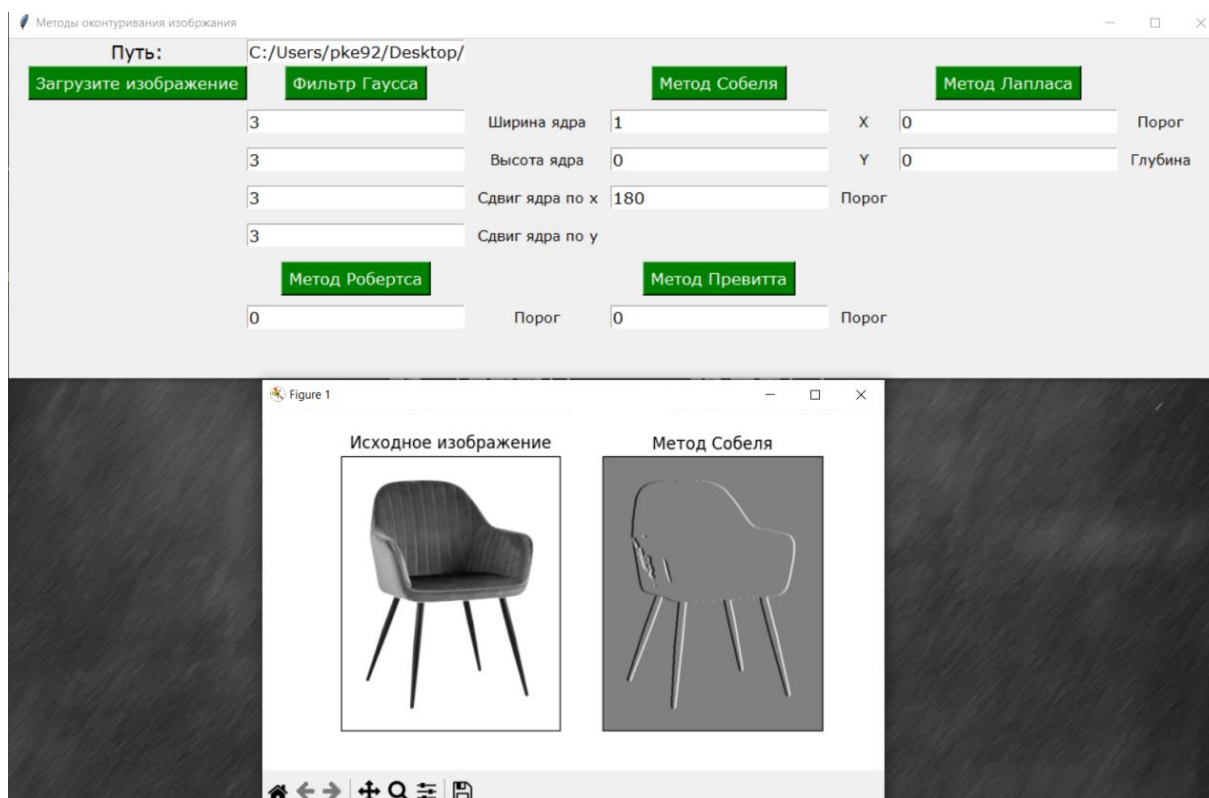 Методы оконтуривания изобржания
Путь: C:/Users/pke92/Desktop/
Загрузите изображение Фильтр Гаусса Метод Собеля Метод Лапласа
3 Ширина ядра 1 X 0 Порог
3 Высота ядра 0 Y 0 Глубина
3 Сдвиг ядра по x 180 Порог
3 Сдвиг ядра по y
Метод Робертса Метод Превитта
0 Порог 0 Порог
Figure 1
Исходное изображение Метод Собеля